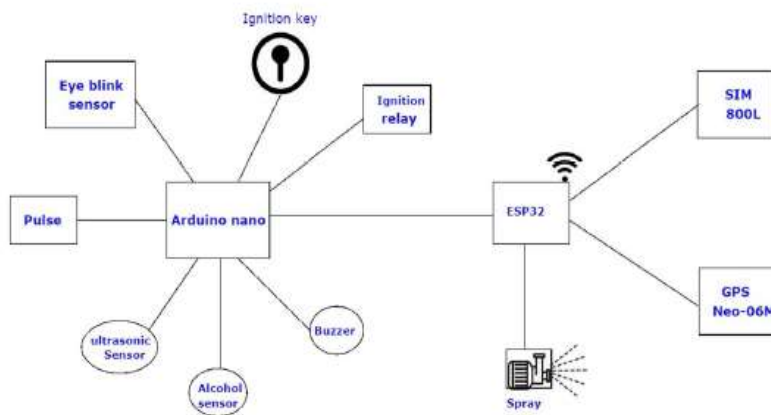 Ignition key
Eye blink
sensor
Ignition
relay
SIM
800L
Pulse
Arduino nano
ESP32
GPS
Neo-06M
ultrasonic
Sensor
Buzzer
Alcohol
sensor
Spray